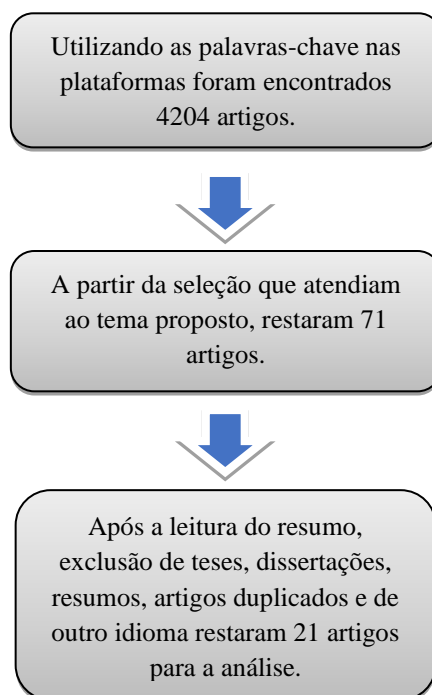 Utilizando as palavras-chave nas
plataformas foram encontrados
4204 artigos.
A partir da seleção que atendiam
ao tema proposto, restaram 71
artigos.
Após a leitura do resumo,
exclusão de teses, dissertações,
resumos, artigos duplicados e de
outro idioma restaram 21 artigos
para a análise.